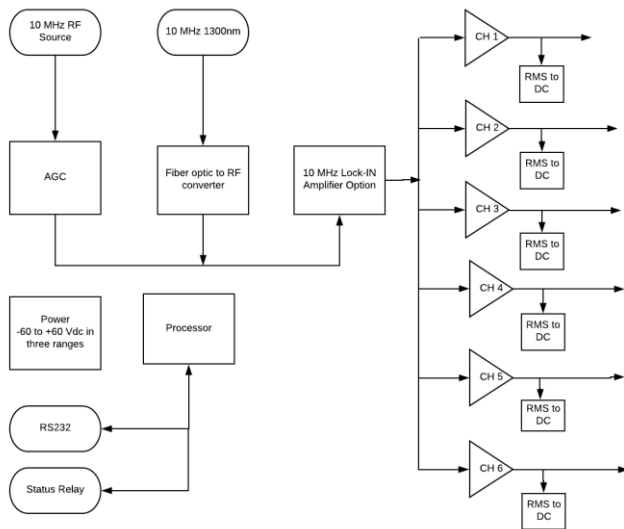 10 MHz RF
Source
10 MHz 1300nm
CH 1
RMS to
DC
CH 2
RMS to
DC
AGC
Fiber optic to RF
converter
10 MHz Lock-IN
Amplifier Option
CH 3
RMS to
DC
CH 4
RMS to
DC
Power
-60 to +60 Vdc in
three ranges
Processor
CH 5
RMS to
DC
RS232
Status Relay
CH 6
RMS to
DC